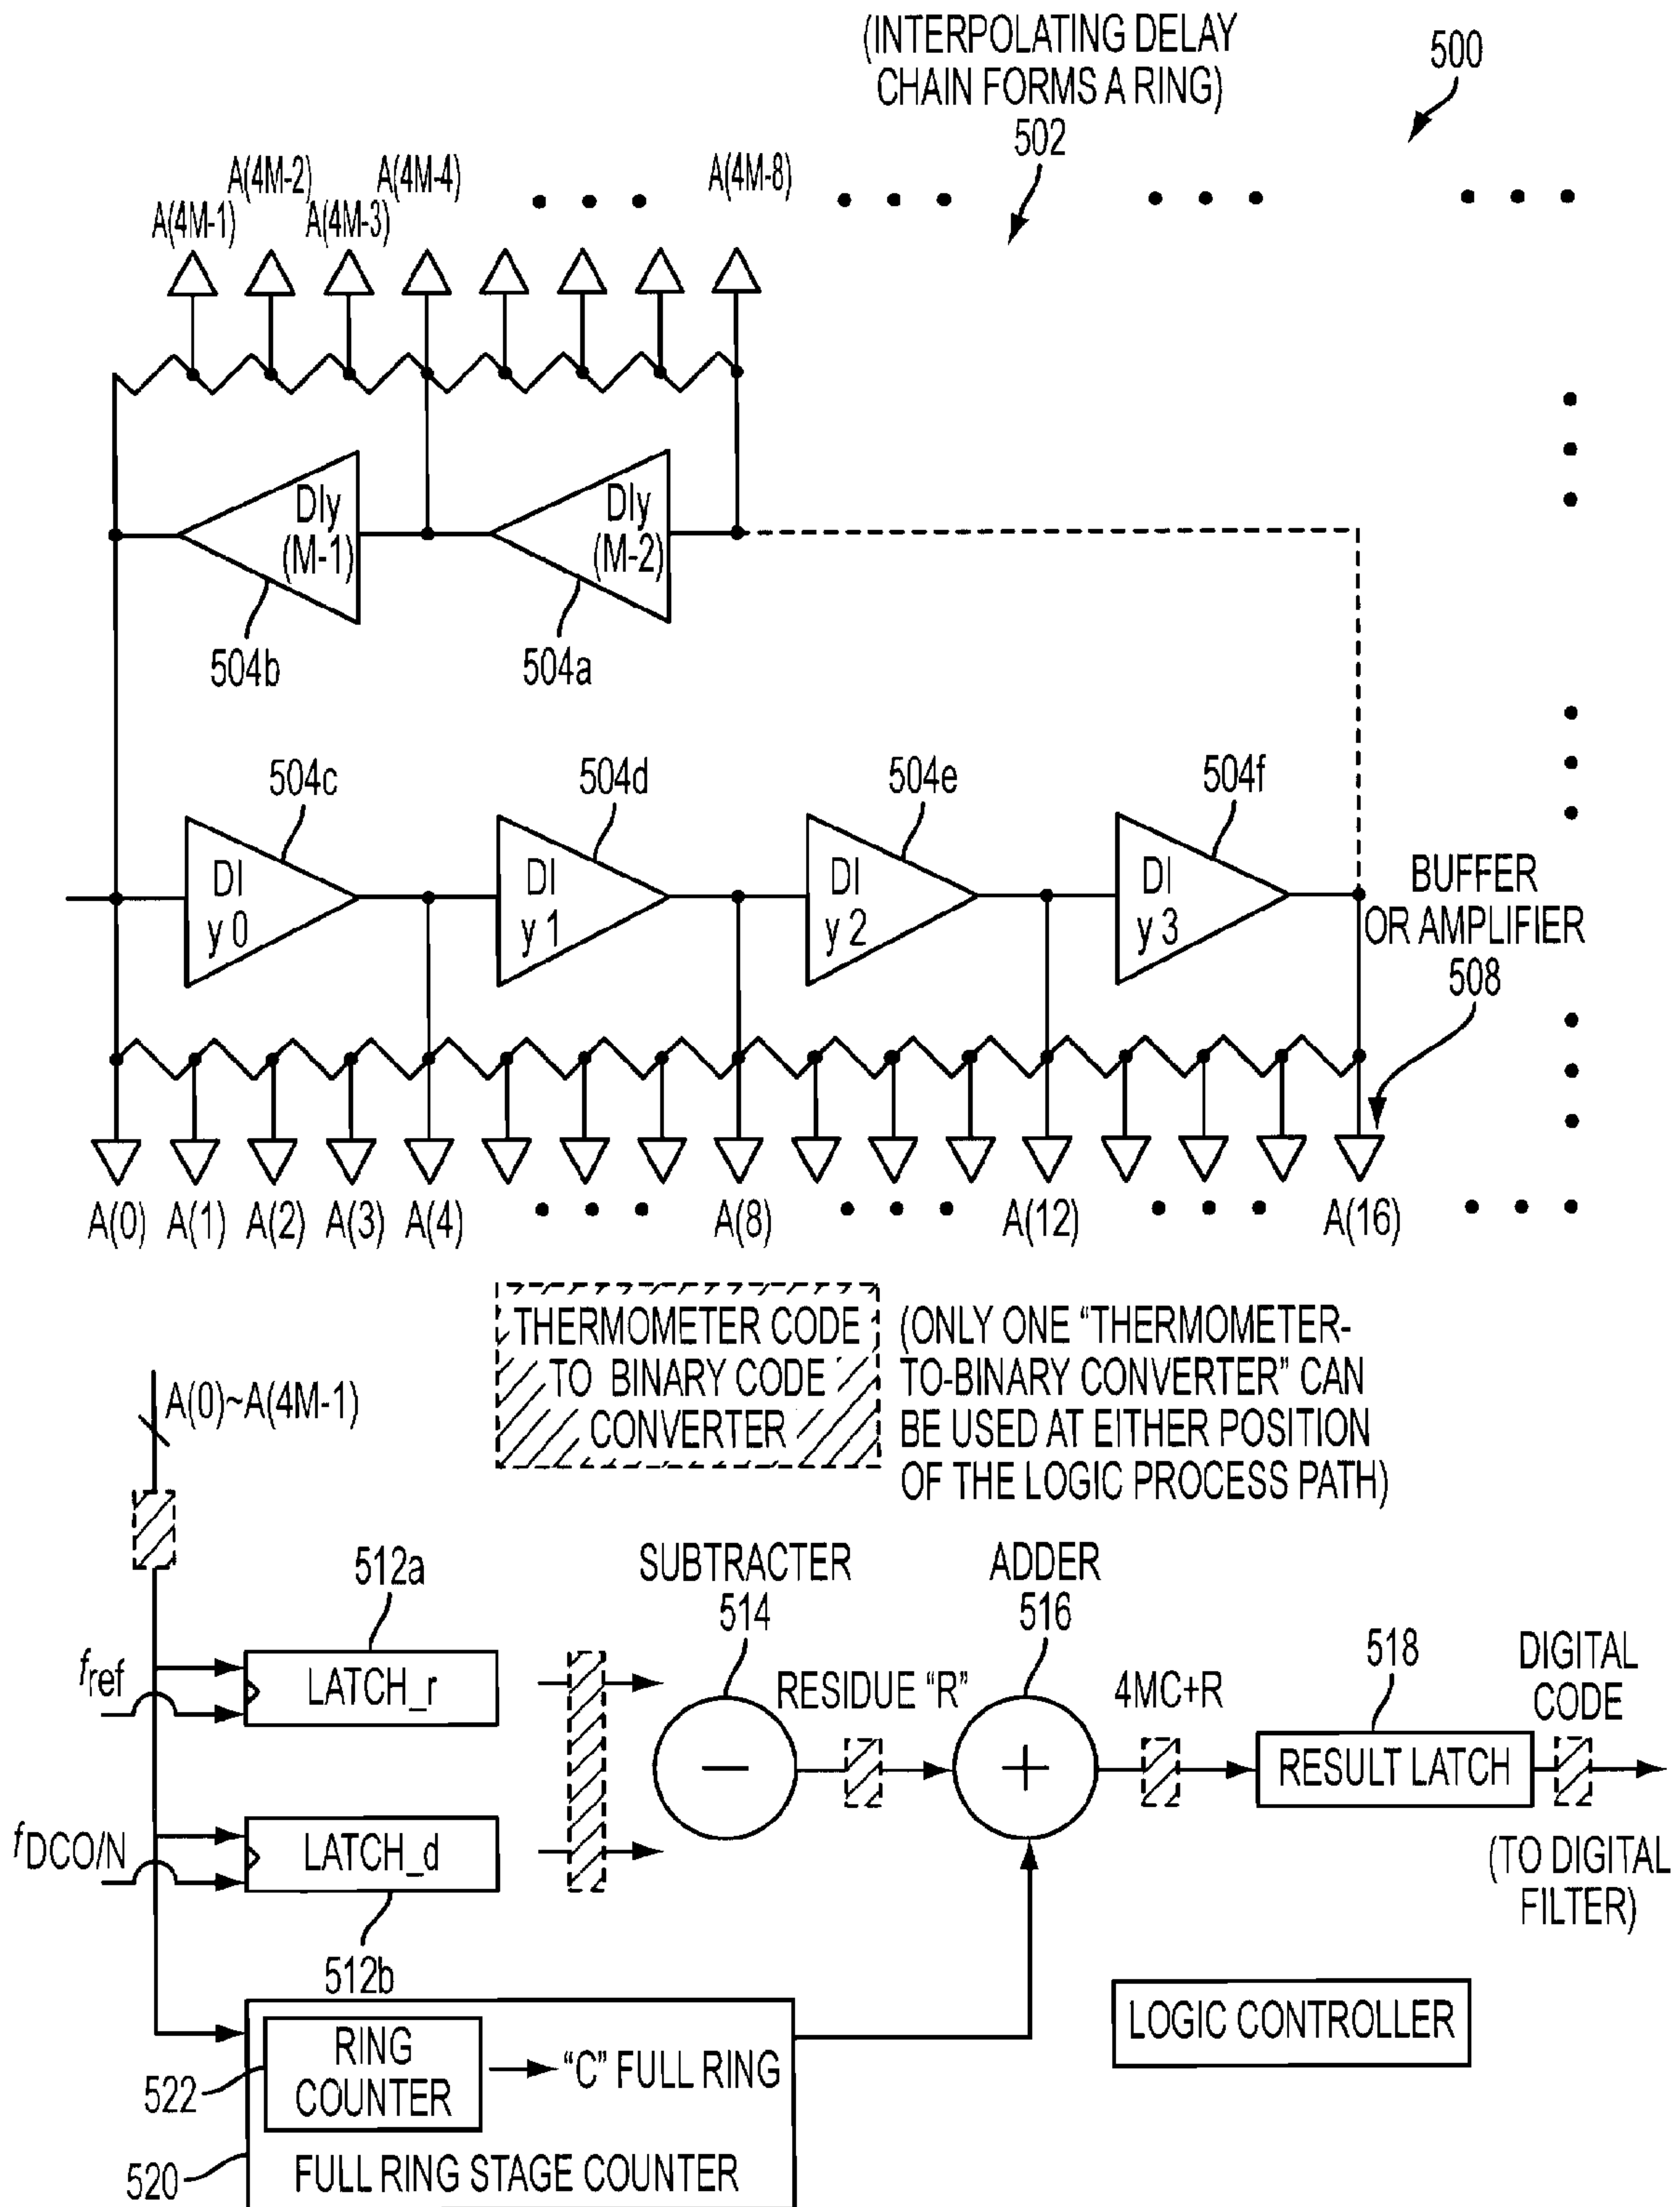 (INTERPOLATING DELAY
CHAIN FORMS A RING)
502
500
A(4M-1)
A(4M-2)
A(4M-3)
A(4M-4)
A(4M-8)
Dly
(M-1)
Dly
(M-2)
504b
504a
504c
504d
504e
504f
Dl
y 0
Dl
y 1
Dl
y 2
Dl
y 3
BUFFER
OR AMPLIFIER
508
A(0)
A(1)
A(2)
A(3)
A(4)
A(8)
A(12)
A(16)
THERMOMETER CODE
TO BINARY CODE
CONVERTER
(ONLY ONE “THERMOMETER-
TO-BINARY CONVERTER” CAN
BE USED AT EITHER POSITION
OF THE LOGIC PROCESS PATH)
A(0)~A(4M-1)
512a
fref
LATCH_r
SUBTRACTER
514
ADDER
516
RESIDUE “R”
4MC+R
518
DIGITAL
CODE
−
+
RESULT LATCH
fDCO/N
LATCH_d
(TO DIGITAL
FILTER)
512b
RING
COUNTER
“C” FULL RING
522
LOGIC CONTROLLER
520
FULL RING STAGE COUNTER